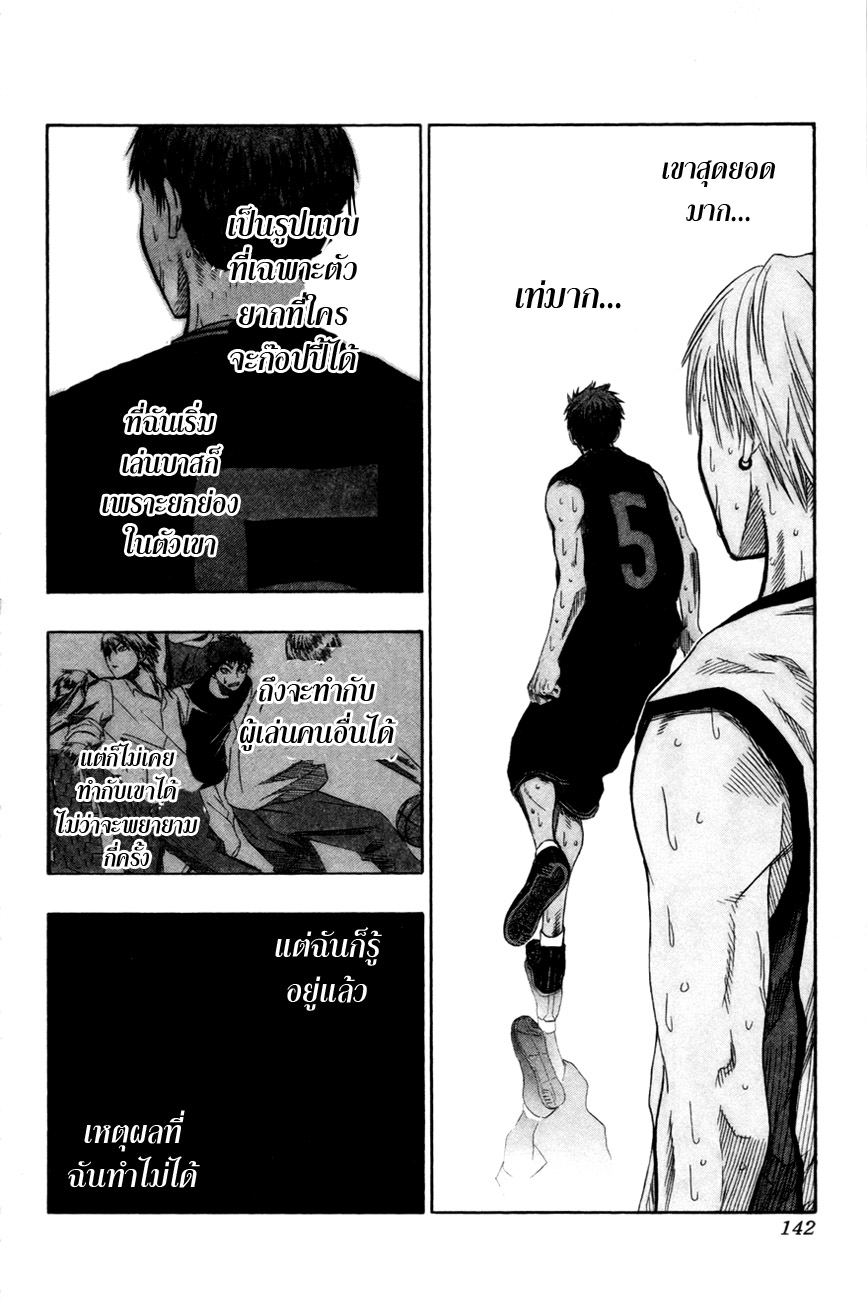 เขาสุดยอด
มาก...
เท่มาก...
5
เป็นรูปแบบ
ที่เฉพาะตัว
ยากที่ใคร
จะก๊อปปี้ได้
ที่ฉันเริ่ม
เล่นบาสก็
เพราะยกย่อง
ในตัวเขา
ถึงจะทำกับ
ผู้เล่นคนอื่นได้
แต่ก็ไม่เคย
ทำกับเขาได้
ไม่ว่าจะพยายาม
กี่ครั้ง
แต่ฉันก็รู้
อยู่แล้ว
เหตุผลที่
ฉันทำไม่ได้
142